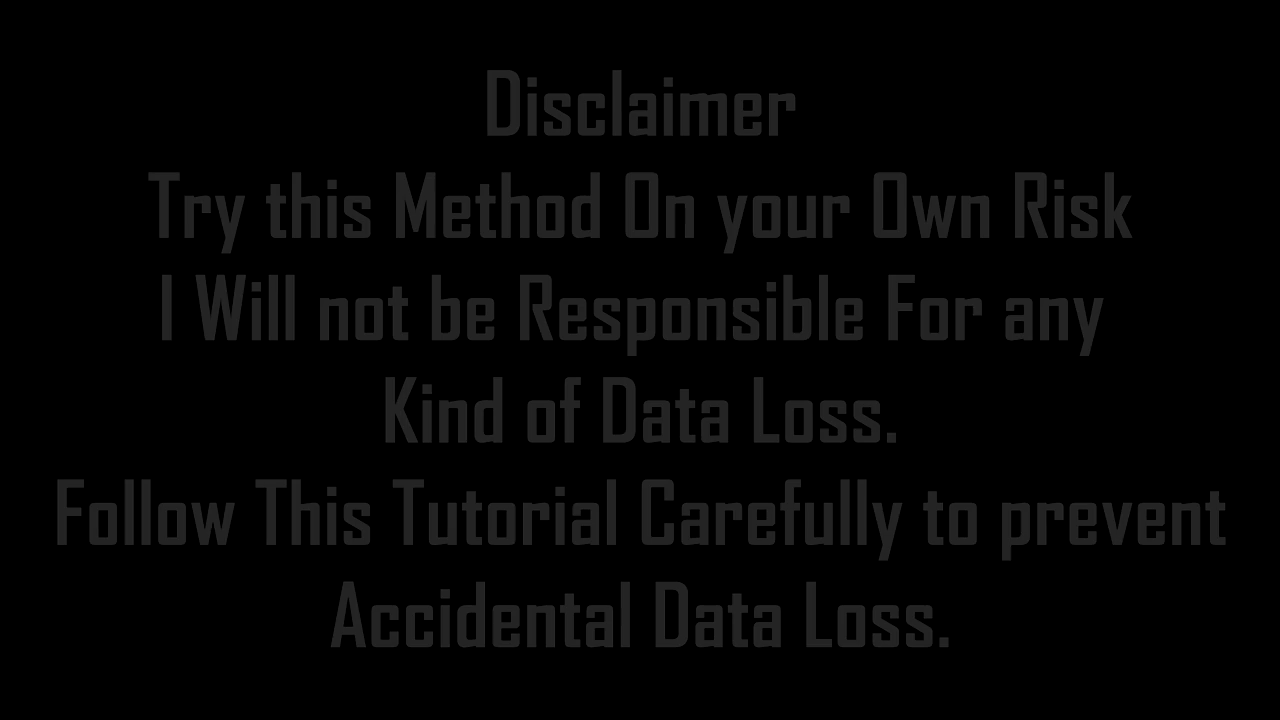 Disclaimer
Try this Method On your Own Risk
I Will not be Responsible For any
Kind of Data Loss.
Follow This Tutorial Carefully to prevent
Accidental Data Loss.